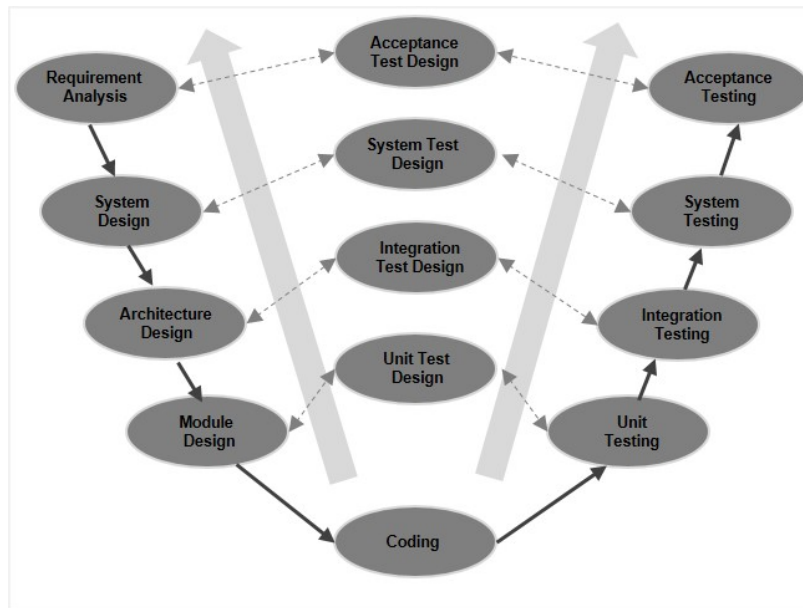 Requirement
Analysis
Acceptance
Test Design
Acceptance
Testing
System
Design
System Test
Design
System
Testing
Architecture
Design
Integration
Test Design
Integration
Testing
Module
Design
Unit Test
Design
Unit
Testing
Coding